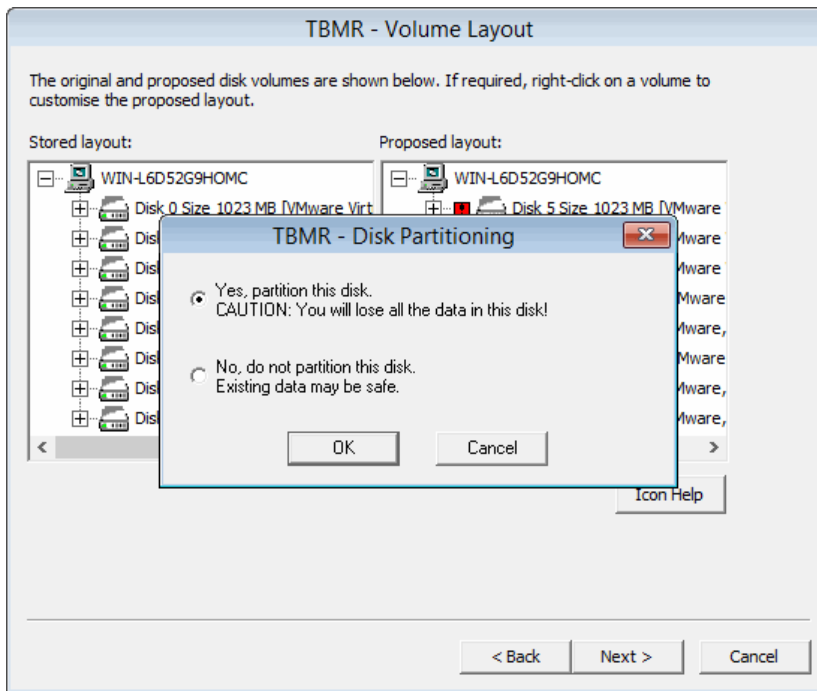 TBMR - Volume Layout
The original and proposed disk volumes are shown below. If required, right-click on a volume to
customise the proposed layout.
Stored layout:
Proposed layout:
WIN-L6D52G9HOMC
Disk 0 Size 1023 MB [VMware Virt
WIN-L6D52G9HOMC
Disk 5 Size 1023 MB [VMware
TBMR - Disk Partitioning
Yes, partition this disk.
CAUTION: You will lose all the data in this disk!
No, do not partition this disk.
Existing data may be safe.
OK
Cancel
Icon Help
< Back
Next >
Cancel